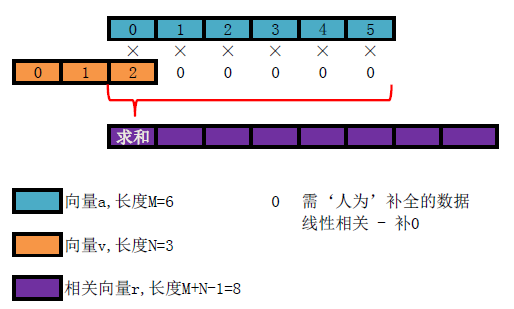 0 1 2 3 4 5
× × × × × ×
0 1 2 0 0 0 0 0
求和
向量a,长度M=6
0 需‘人为’补全的数据
线性相关 - 补0
向量v,长度N=3
相关向量r,长度M+N-1=8